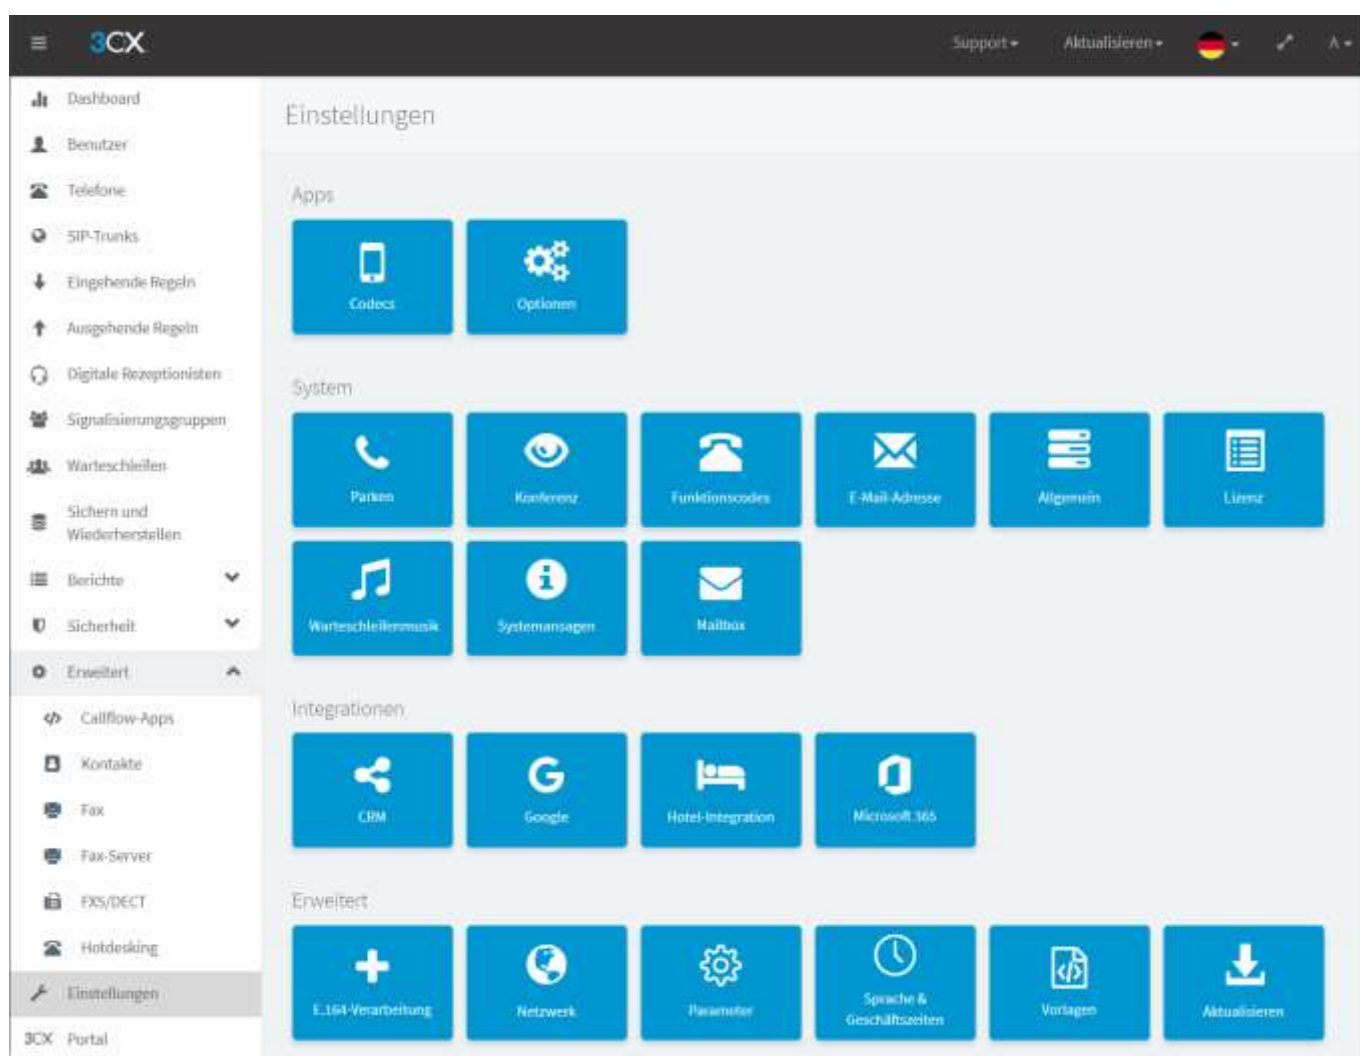 3CX
Support
Aktualisieren
A
Dashboard
Benutzer
Telefone
SIP-Trunks
Eingehende Regeln
Ausgehende Regeln
Digitale Rezeptionisten
Signalisierungsgruppen
Warteschleifen
Sichern und
Wiederherstellen
Berichte
Sicherheit
Erweitert
Callflow-Apps
Kontakte
Fax
Fax-Server
FXS/DECT
Hotdesking
Einstellungen
3CX Portal
Einstellungen
Apps
Codecs
Optionen
System
Parken
Konferenz
Funktionscodes
E-Mail-Adresse
Allgemein
Lizenz
Warteschleifenmusik
Systemansagen
Mailbox
Integrationen
CRM
Google
Hotel-Integration
Microsoft 365
Erweitert
E.164-Verarbeitung
Netzwerk
Parameter
Sprache &
Geschäftszeiten
Vorlagen
Aktualisieren